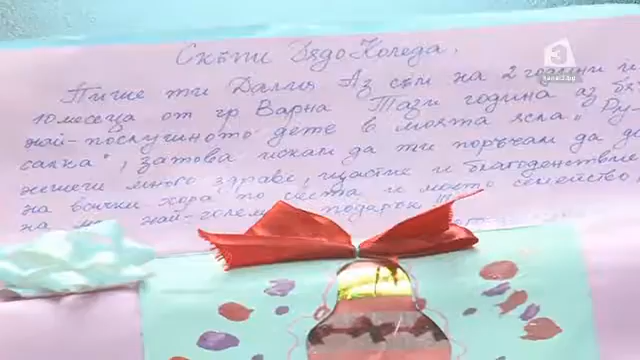 Скъпи Дядо Коледа,
Пише ти Далия Аз съм на 2 години и
10 месеца от гр Варна Тази година аз бях
най-послушното дете в моята ясла „Ру-
салка", затова искам да ти поръчам да
много здраве, щастие и благоденствие
на всички хора по света и моето семейство
на най-големия подарък
3